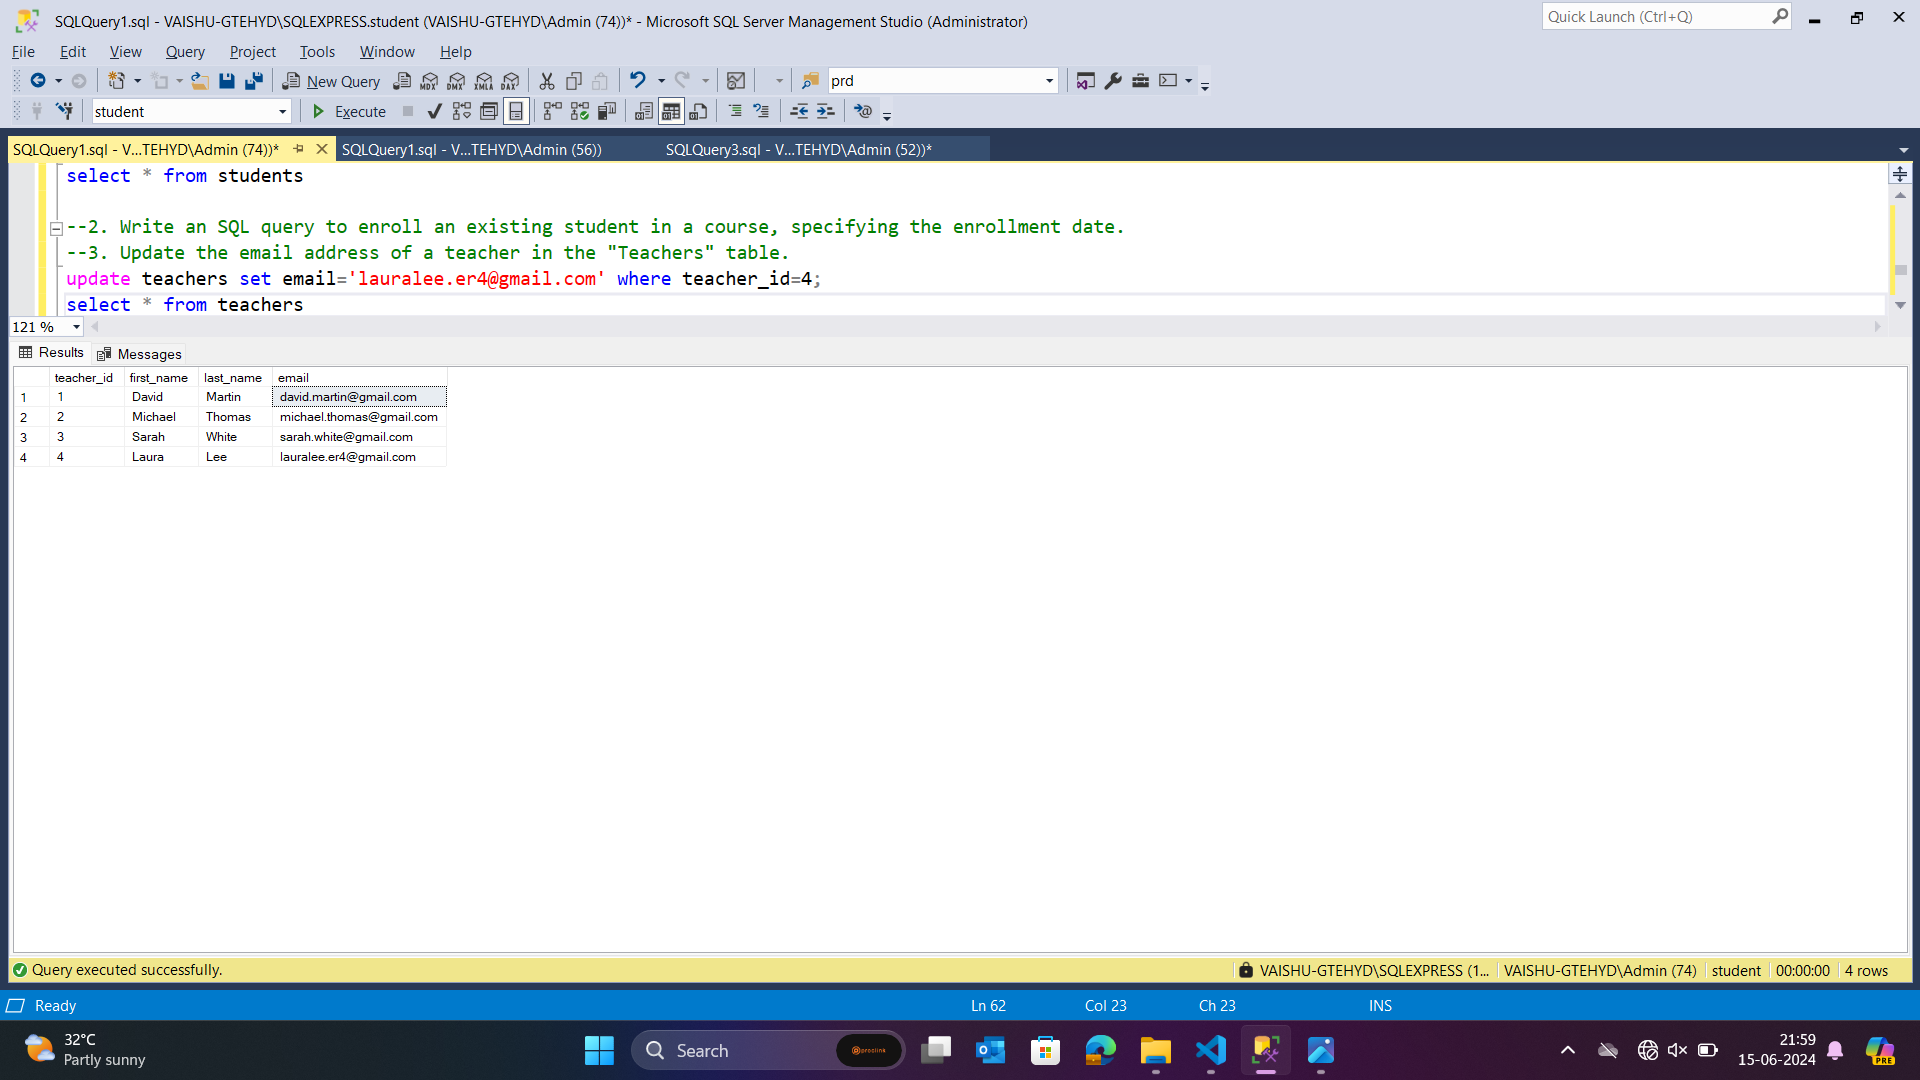 SQLQuery1.sql - VAISHU-GTEHYD\SQLEXPRESS.student (VAISHU-GTEHYD\Admin (74))* - Microsoft SQL Server Management Studio (Administrator)
Quick Launch (Ctrl+Q)
File Edit View Query Project Tools Window Help
New Query MDX DMX XMLA DAX prd
student Execute
SQLQuery1.sql - V...TEHYD\Admin (74))* SQLQuery1.sql - V...TEHYD\Admin (56)) SQLQuery3.sql - V...TEHYD\Admin (52))*
select * from students
--2. Write an SQL query to enroll an existing student in a course, specifying the enrollment date.
--3. Update the email address of a teacher in the "Teachers" table.
update teachers set email='lauralee.er4@gmail.com' where teacher_id=4;
select * from teachers
121 %
Results Messages
teacher_id first_name last_name email
1 1 David Martin david.martin@gmail.com
2 2 Michael Thomas michael.thomas@gmail.com
3 3 Sarah White sarah.white@gmail.com
4 4 Laura Lee lauralee.er4@gmail.com
Query executed successfully. VAISHU-GTEHYD\SQLEXPRESS (1... VAISHU-GTEHYD\Admin (74) student 00:00:00 4 rows
Ready Ln 62 Col 23 Ch 23 INS
32°C
Partly sunny
Search
proclink
21:59
15-06-2024
PRE